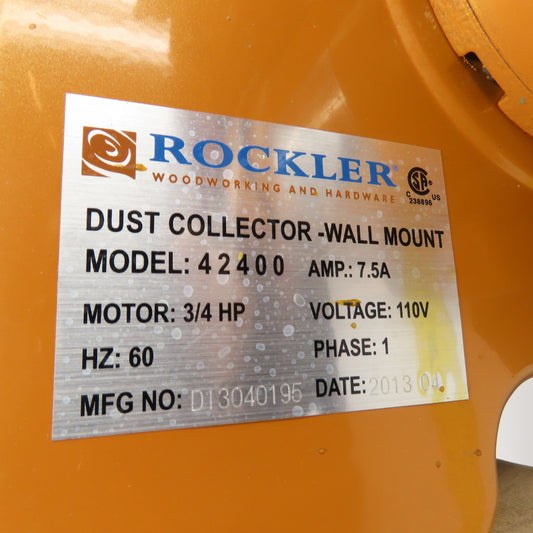 ROCKLER®
WOODWORKING AND HARDWARE
C SA US
238896
DUST COLLECTOR -WALL MOUNT
MODEL: 42400 AMP.: 7.5A
MOTOR: 3/4 HP VOLTAGE: 110V
HZ: 60 PHASE: 1
MFG NO: D13040195 DATE: 2013 04